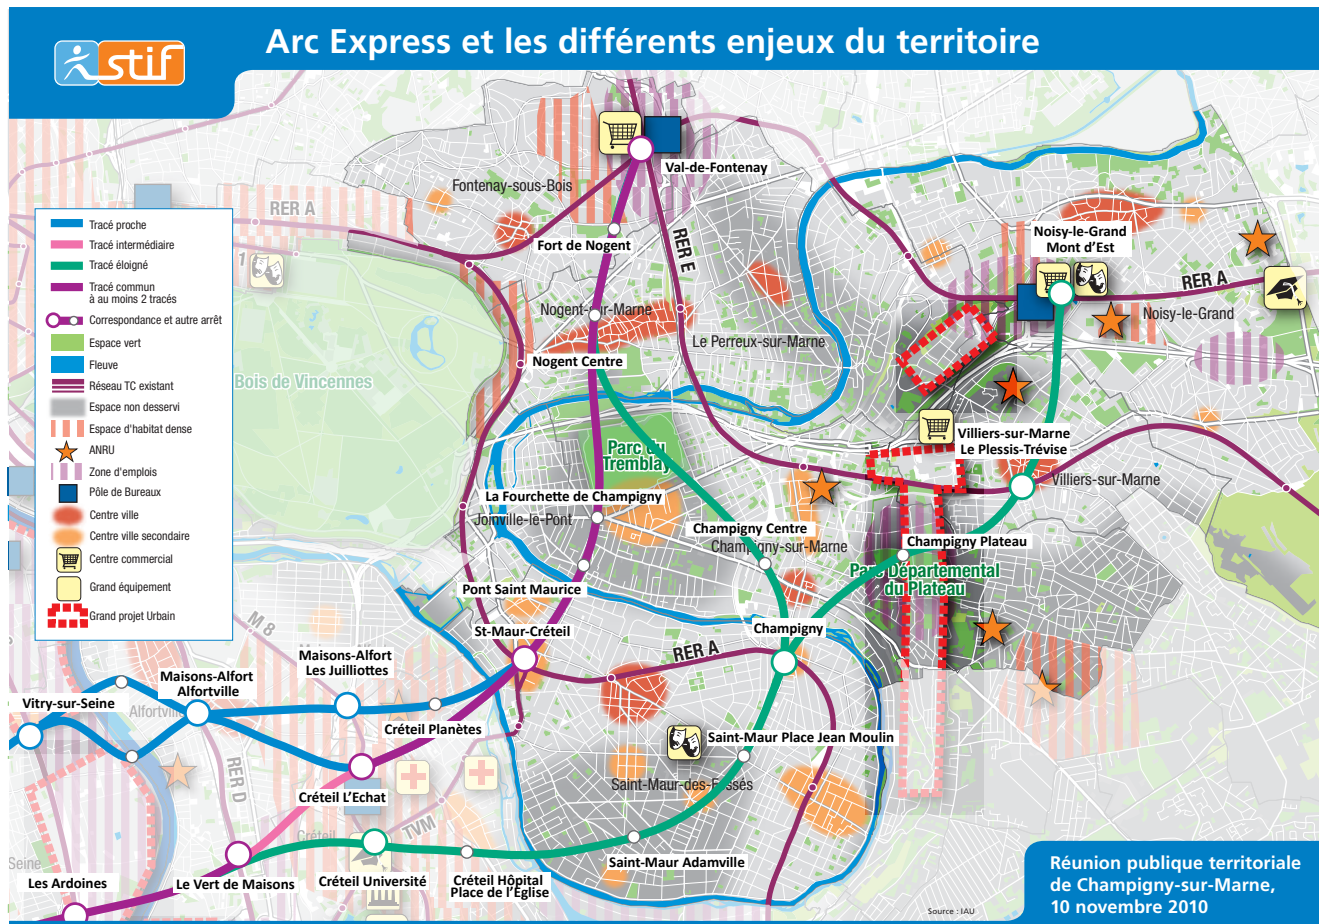 Arc Express et les différents enjeux du territoire
stif
Tracé proche
Tracé intermédiaire
Tracé éloigné
Tracé commun
à au moins 2 tracés
Correspondance et autre arrêt
Espace vert
Fleuve
Réseau TC existant
Espace non desservi
Espace d'habitat dense
ANRU
Zone d'emplois
Pôle de Bureaux
Centre ville
Centre ville secondaire
Centre commercial
Grand équipement
Grand projet Urbain
RER A
1
Fontenay-sous-Bois
Val-de-Fontenay
Fort de Nogent
RER E
Noisy-le-Grand
Mont d'Est
RER A
Noisy-le-Grand
Nogent-sur-Marne
Le Perreux-sur-Marne
Nogent Centre
Bois de Vincennes
Parc du
Tremblay
Villiers-sur-Marne
Le Plessis-Trévise
Villiers-sur-Marne
La Fourchette de Champigny
Joinville-le-Pont
Champigny Centre
Champigny-sur-Marne
Champigny Plateau
Parc Départemental
du Plateau
Pont Saint Maurice
St-Maur-Créteil
Champigny
RER A
M 8
Maisons-Alfort
Les Juilliottes
Maisons-Alfort
Alfortville
Vitry-sur-Seine
Alfortville
Créteil Planètes
Saint-Maur Place Jean Moulin
RER D
Créteil L'Echat
Saint-Maur-des-Fossés
TVM
Créteil
Seine
Saint-Maur Adamville
Les Ardoines
Le Vert de Maisons
Créteil Université
Créteil Hôpital
Place de l'Église
Source : IAU
Réunion publique territoriale
de Champigny-sur-Marne,
10 novembre 2010